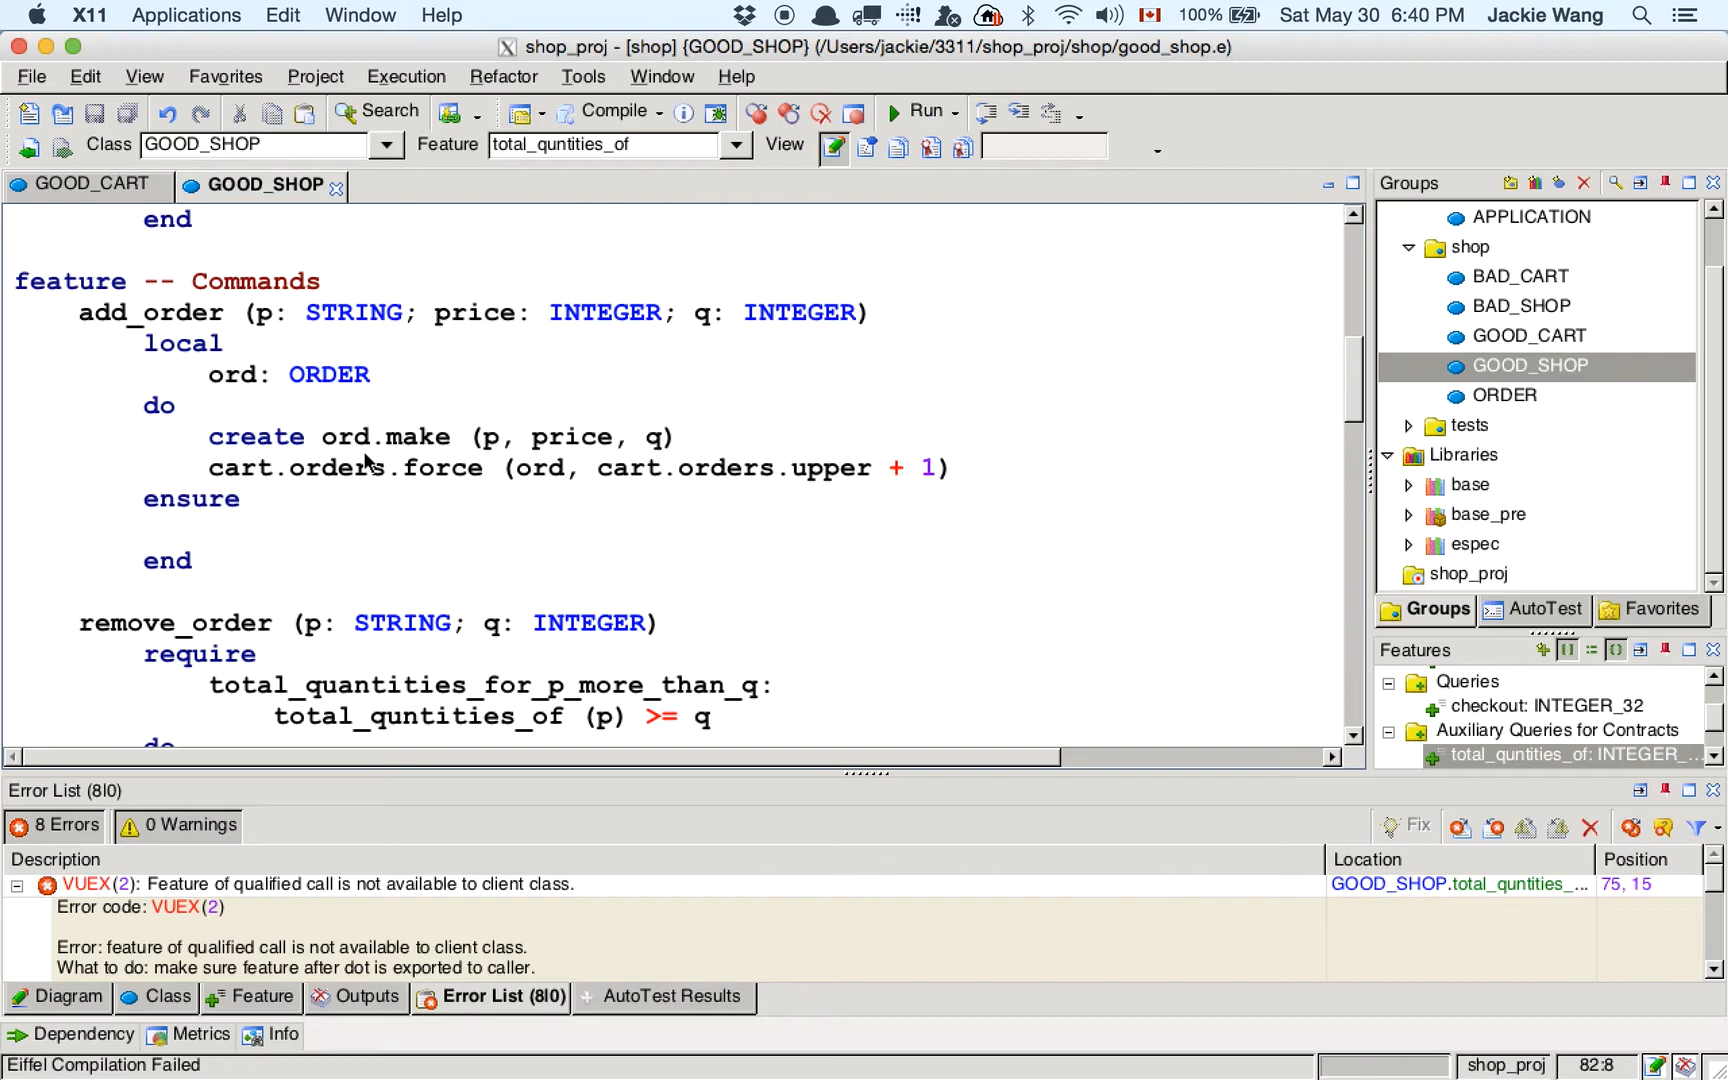 X11 Applications Edit Window Help 100% Sat May 30 6:40 PM Jackie Wang
shop_proj - [shop] {GOOD_SHOP} (/Users/jackie/3311/shop_proj/shop/good_shop.e)
File Edit View Favorites Project Execution Refactor Tools Window Help
Search Compile Run
Class GOOD_SHOP Feature total_quntities_of View
GOOD_CART GOOD_SHOP
end
feature -- Commands
add_order (p: STRING; price: INTEGER; q: INTEGER)
local
ord: ORDER
do
create ord.make (p, price, q)
cart.orders.force (ord, cart.orders.upper + 1)
ensure
end
remove_order (p: STRING; q: INTEGER)
require
total_quantities_for_p_more_than_q:
total_quntities_of (p) >= q
do
Groups
APPLICATION
shop
BAD_CART
BAD_SHOP
GOOD_CART
GOOD_SHOP
ORDER
tests
Libraries
base
base_pre
espec
shop_proj
Groups AutoTest Favorites
Features
Queries
checkout: INTEGER_32
Auxiliary Queries for Contracts
total_quntities_of: INTEGER_...
Error List (8|0)
8 Errors 0 Warnings Fix
Description Location Position
VUEX(2): Feature of qualified call is not available to client class. GOOD_SHOP.total_quntities_... 75, 15
Error code: VUEX(2)
Error: feature of qualified call is not available to client class.
What to do: make sure feature after dot is exported to caller.
Diagram Class Feature Outputs Error List (8|0) AutoTest Results
Dependency Metrics Info
Eiffel Compilation Failed shop_proj 82:8